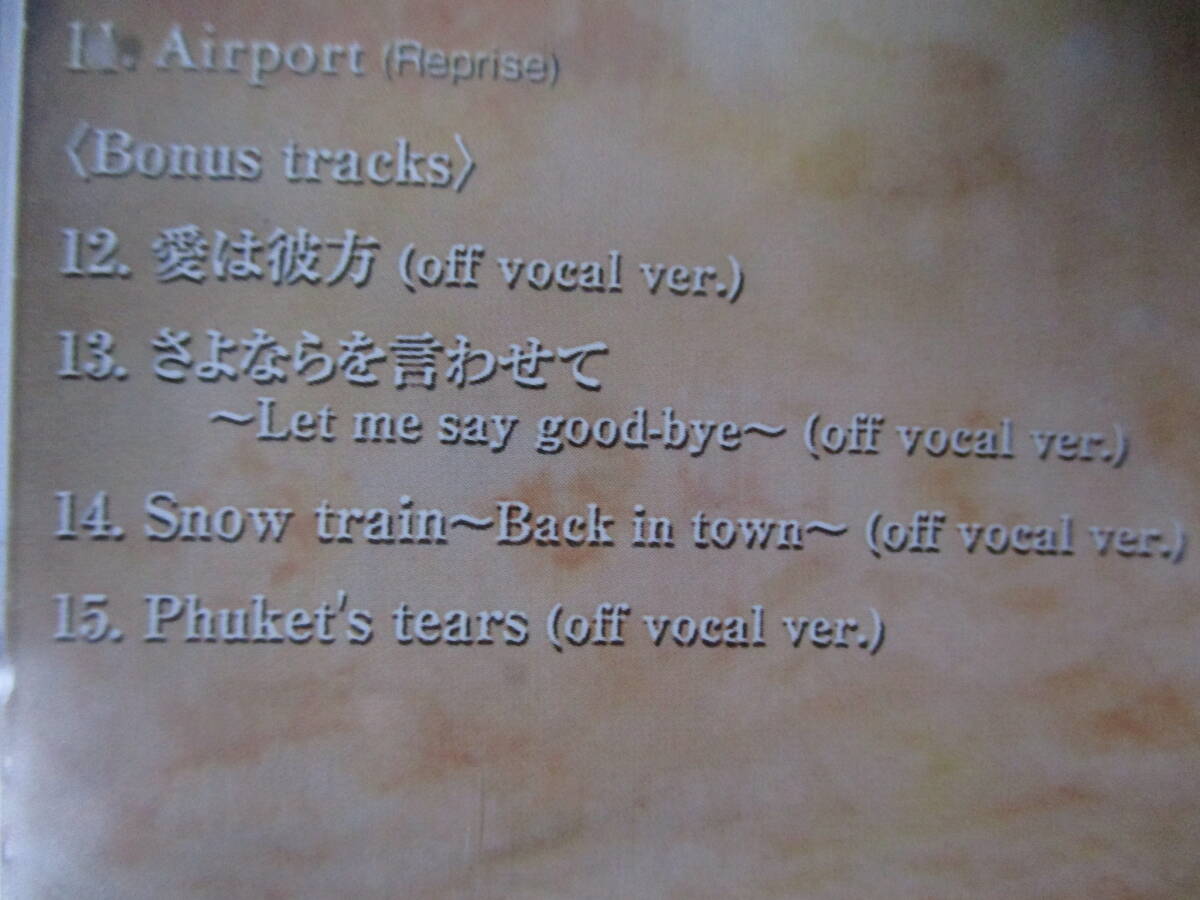 11. Airport (Reprise)
〈Bonus tracks〉
12. 愛は彼方 (off vocal ver.)
13. さよならを言わせて
～Let me say good-bye～ (off vocal ver.)
14. Snow train～Back in town～ (off vocal ver.)
15. Phuket's tears (off vocal ver.)